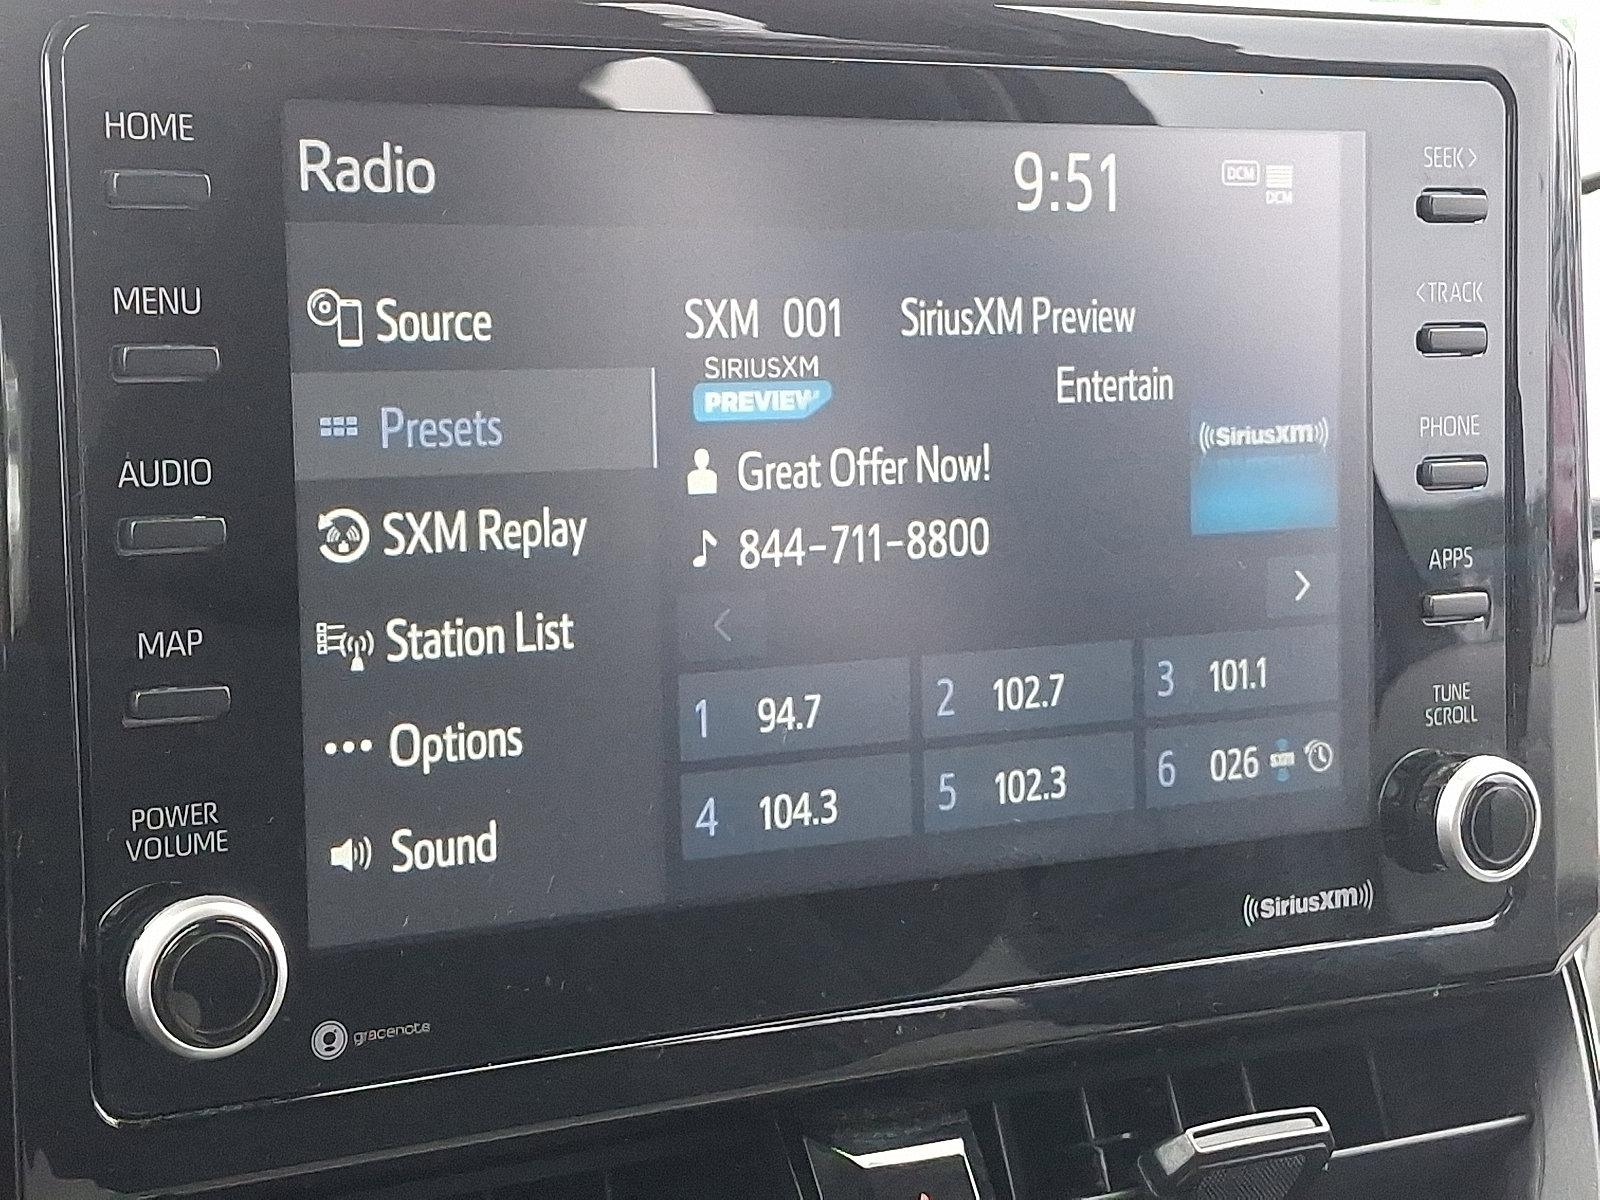 HOME
MENU
AUDIO
MAP
POWER
VOLUME
Radio
9:51
DCM
DCM
Source
Presets
SXM Replay
Station List
Options
Sound
SXM 001 SiriusXM Preview
SIRIUSXM
PREVIEW
Entertain
Great Offer Now!
844-711-8800
SiriusXM
<
>
1 94.7
2 102.7
3 101.1
4 104.3
5 102.3
6 026 SXM
SEEK >
< TRACK
PHONE
APPS
TUNE
SCROLL
gracenote
SiriusXM